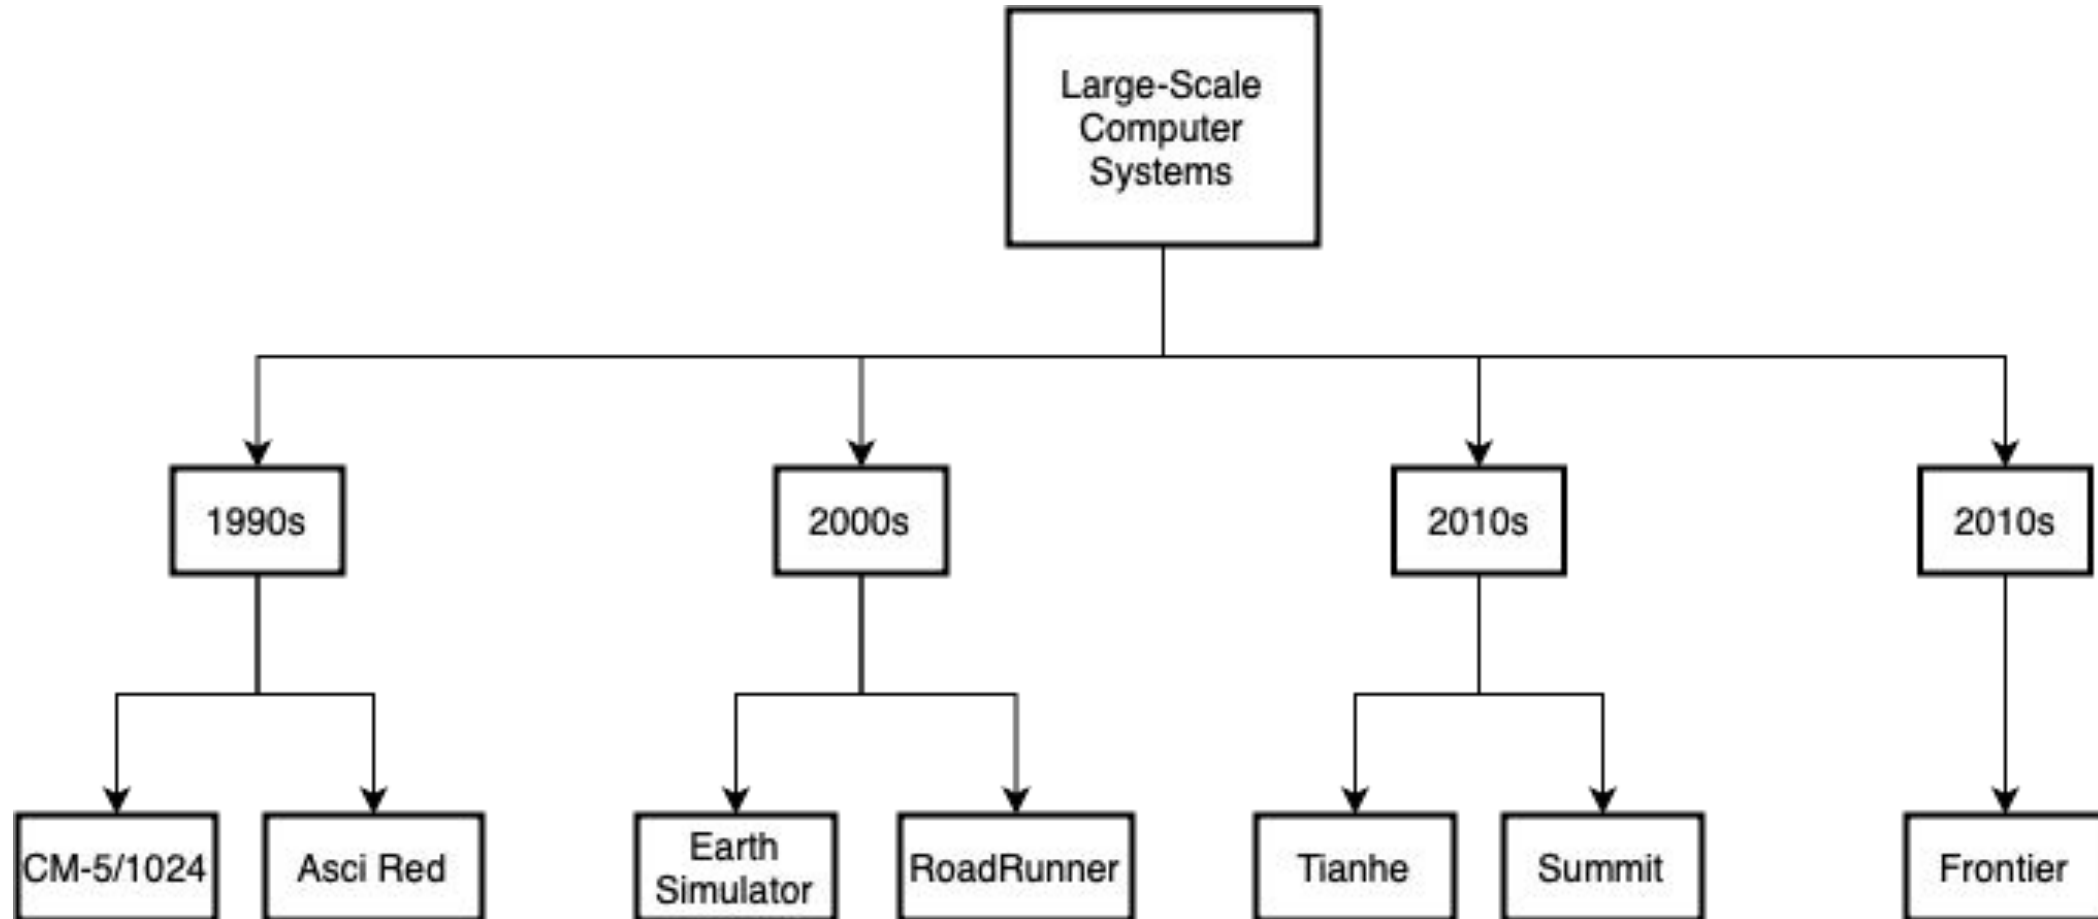 Large-Scale
Computer
Systems
1990s
2000s
2010s
2010s
CM-5/1024
Asci Red
Earth
Simulator
RoadRunner
Tianhe
Summit
Frontier